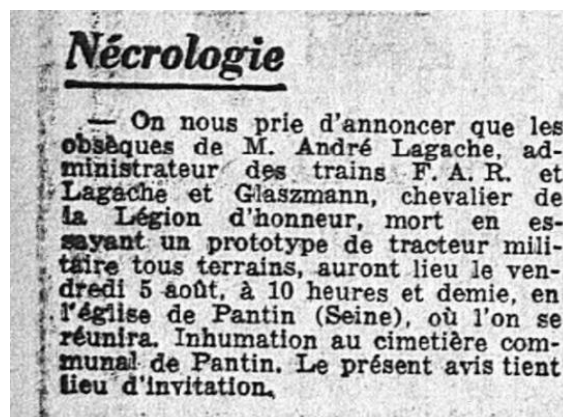 Nécrologie
— On nous prie d'annoncer que les
obsèques de M. André Lagache, ad-
ministrateur des trains F. A. R. et
Lagache et Glaszmann, chevalier de
la Légion d'honneur, mort en es-
sayant un prototype de tracteur mili-
taire tous terrains, auront lieu le ven-
dredi 5 août, à 10 heures et demie, en
l'église de Pantin (Seine), où l'on se
réunira. Inhumation au cimetière com-
munal de Pantin. Le présent avis tient
lieu d'invitation.